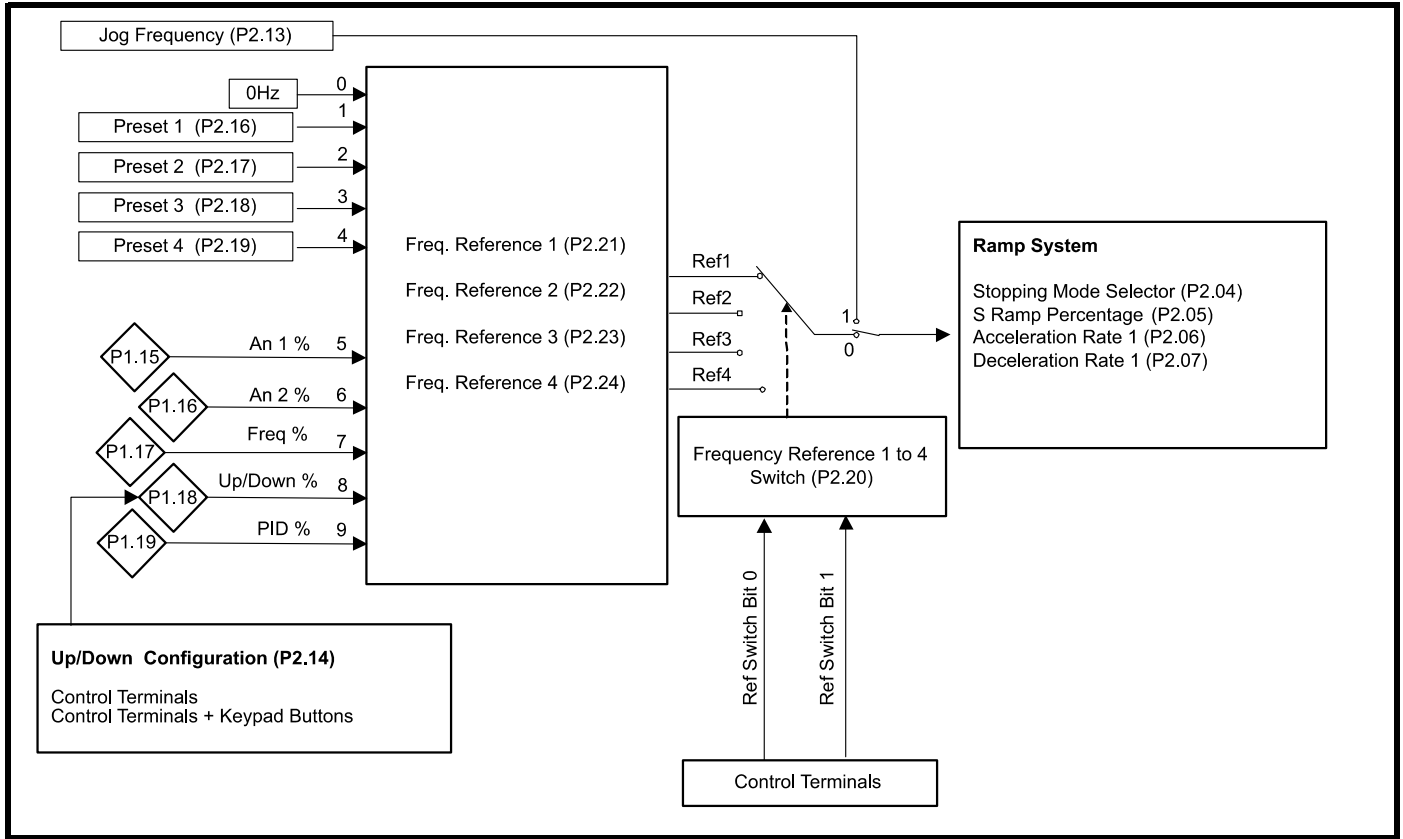 Jog Frequency (P2.13)
0Hz
0
Preset 1 (P2.16)
1
Preset 2 (P2.17)
2
Preset 3 (P2.18)
3
Preset 4 (P2.19)
4
P1.15
An 1 %
5
P1.16
An 2 %
6
P1.17
Freq %
7
P1.18
Up/Down %
8
P1.19
PID %
9
Freq. Reference 1 (P2.21)
Freq. Reference 2 (P2.22)
Freq. Reference 3 (P2.23)
Freq. Reference 4 (P2.24)
Ref1
Ref2
Ref3
Ref4
1
0
Ramp System
Stopping Mode Selector (P2.04)
S Ramp Percentage (P2.05)
Acceleration Rate 1 (P2.06)
Deceleration Rate 1 (P2.07)
Frequency Reference 1 to 4
Switch (P2.20)
Ref Switch Bit 0
Ref Switch Bit 1
Control Terminals
Up/Down Configuration (P2.14)
Control Terminals
Control Terminals + Keypad Buttons